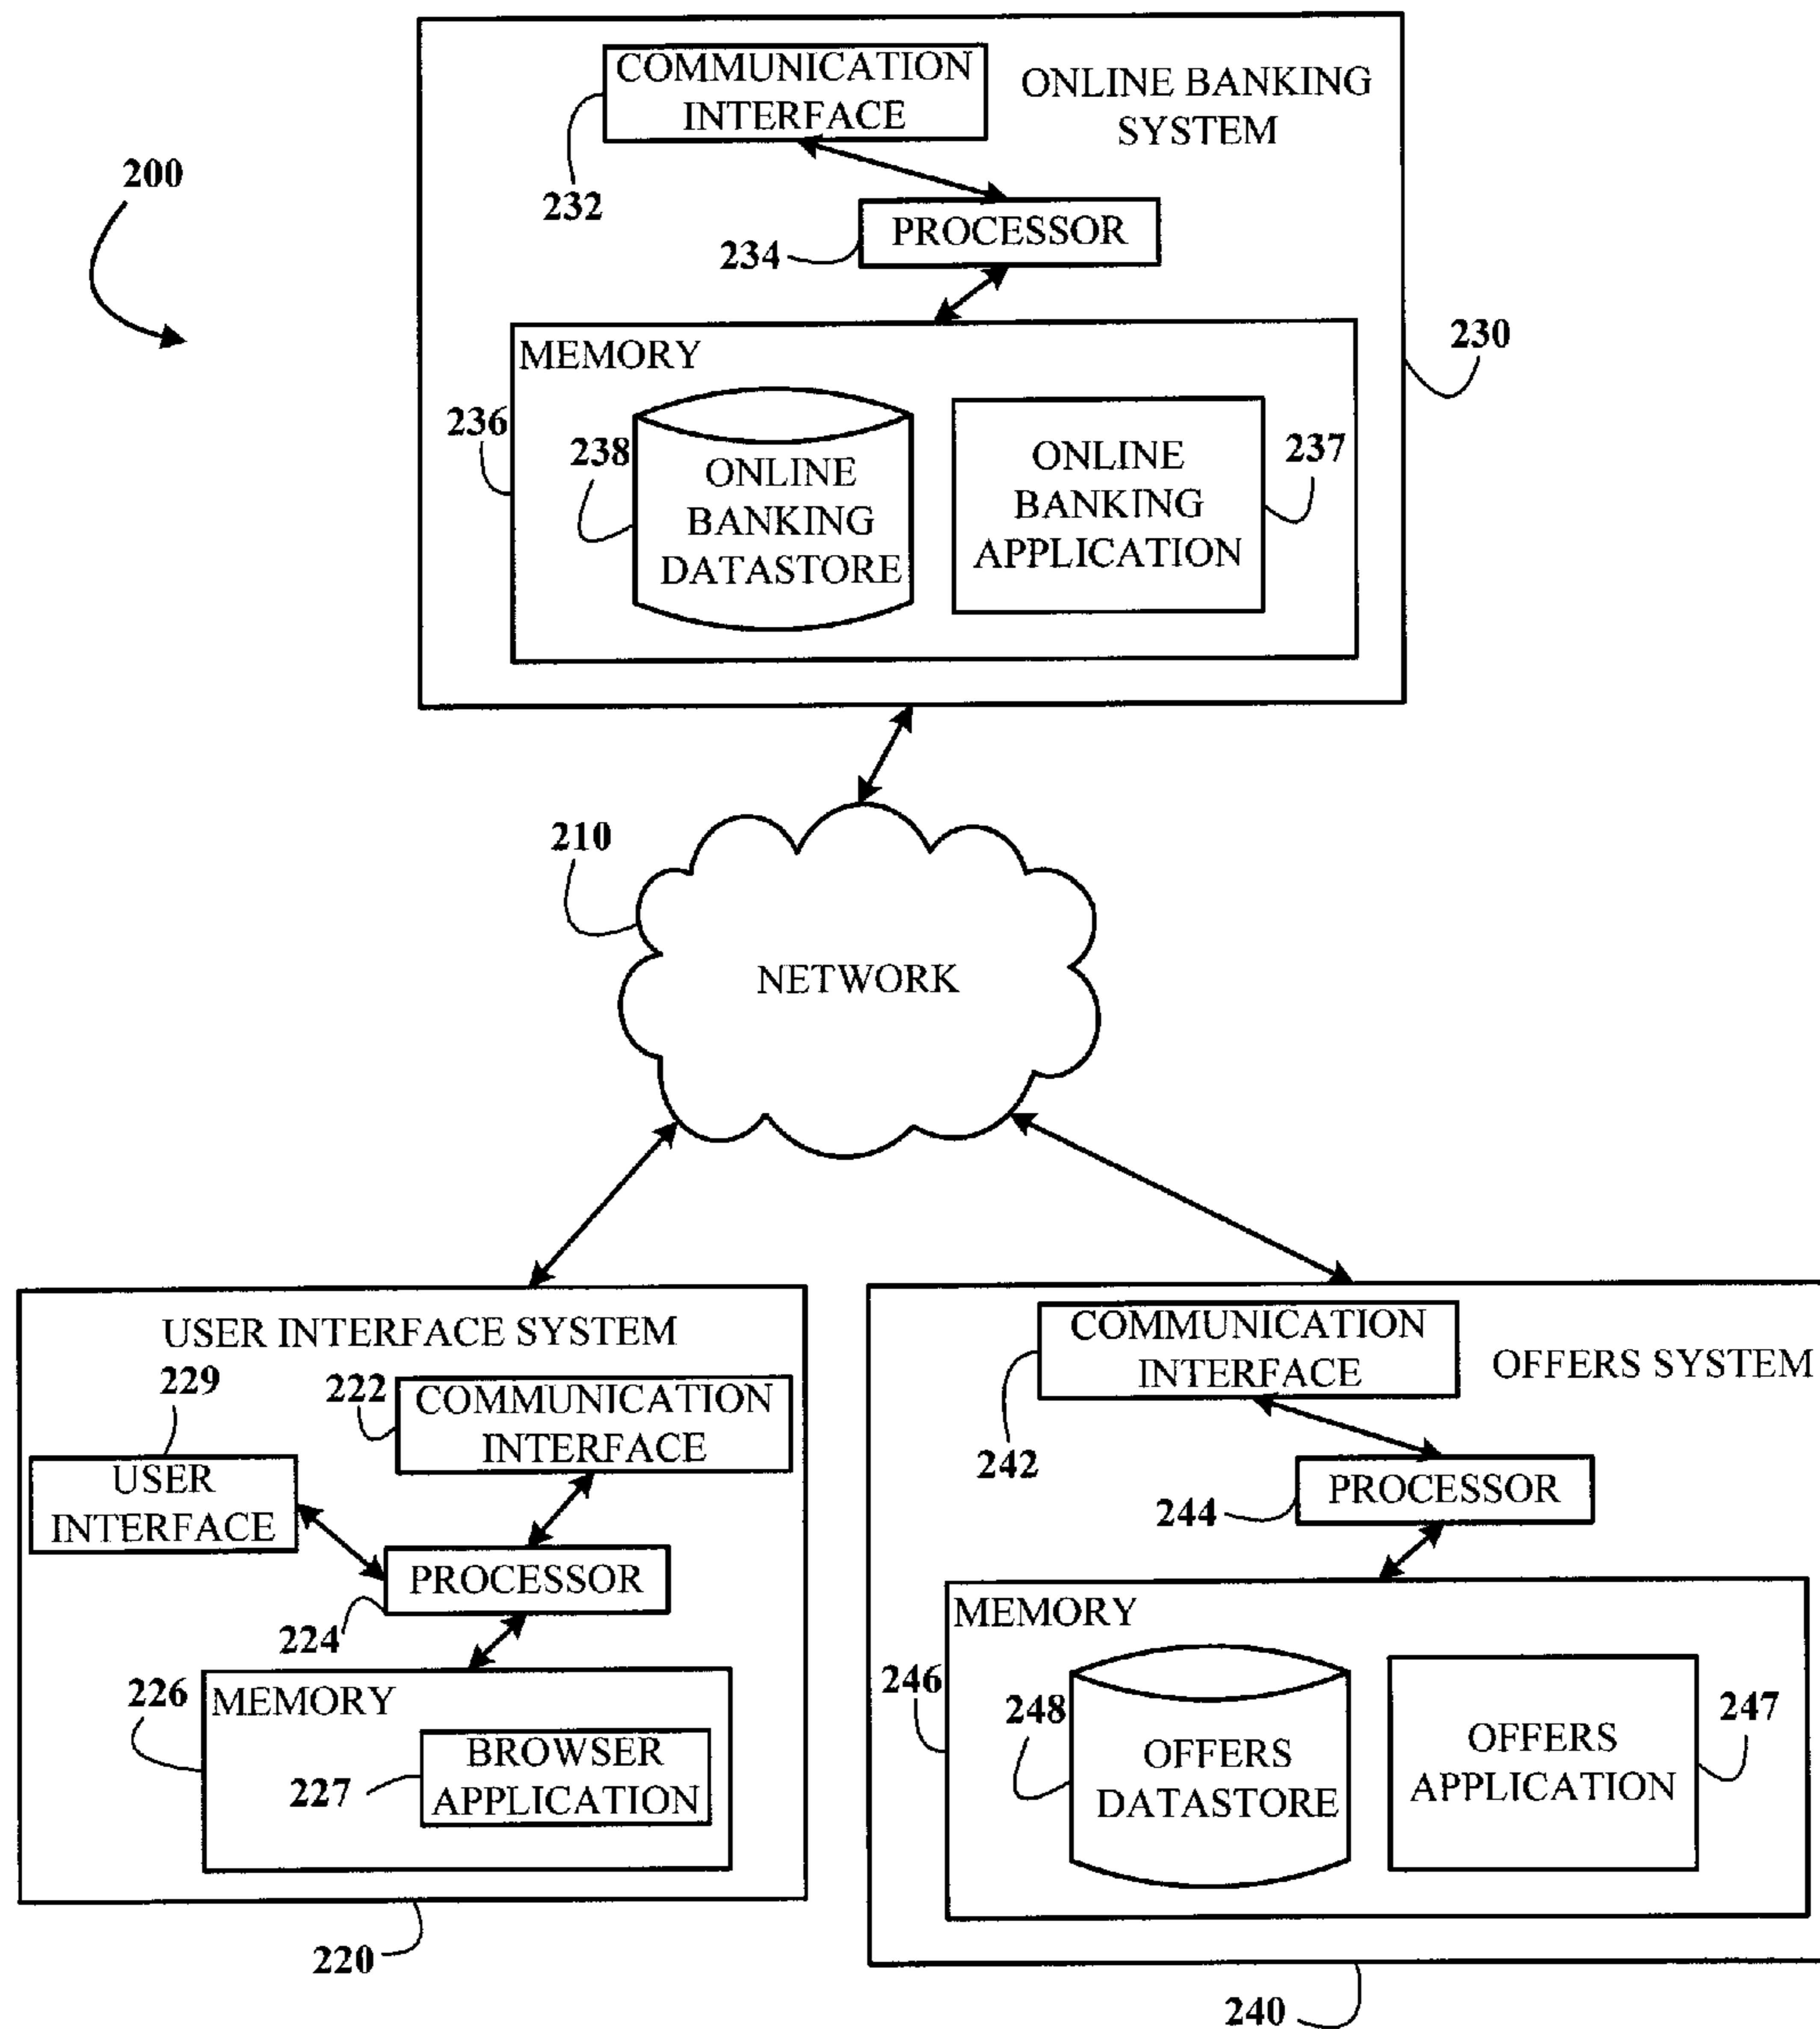 COMMUNICATION
INTERFACE
ONLINE BANKING
SYSTEM
200
232
PROCESSOR
234
230
MEMORY
236
238
ONLINE
BANKING
DATASTORE
ONLINE
BANKING
APPLICATION
237
210
NETWORK
USER INTERFACE SYSTEM
229
222
COMMUNICATION
INTERFACE
USER
INTERFACE
PROCESSOR
224
226
MEMORY
227
BROWSER
APPLICATION
220
COMMUNICATION
INTERFACE
OFFERS SYSTEM
242
PROCESSOR
244
MEMORY
246
248
OFFERS
DATASTORE
OFFERS
APPLICATION
247
240